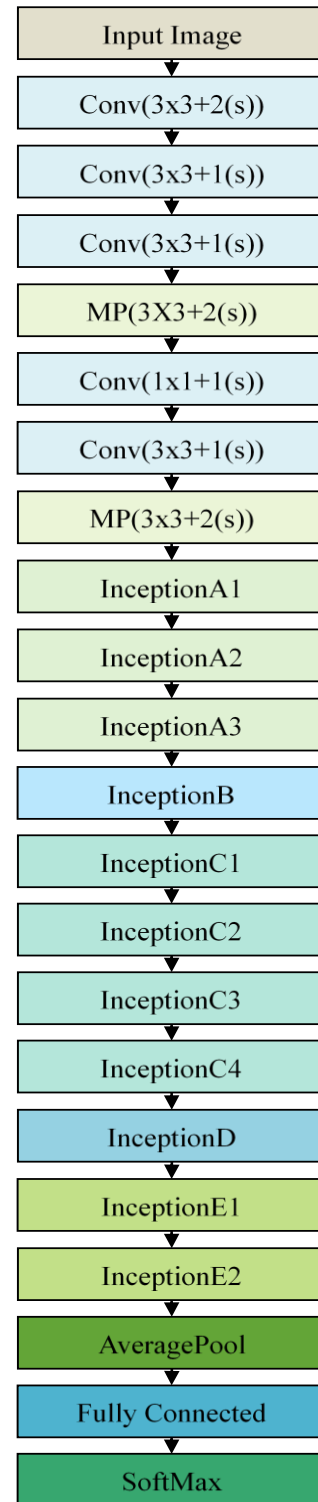 Input Image
Conv(3x3+2(s))
Conv(3x3+1(s))
Conv(3x3+1(s))
MP(3X3+2(s))
Conv(1x1+1(s))
Conv(3x3+1(s))
MP(3x3+2(s))
InceptionA1
InceptionA2
InceptionA3
InceptionB
InceptionC1
InceptionC2
InceptionC3
InceptionC4
InceptionD
InceptionE1
InceptionE2
AveragePool
Fully Connected
SoftMax